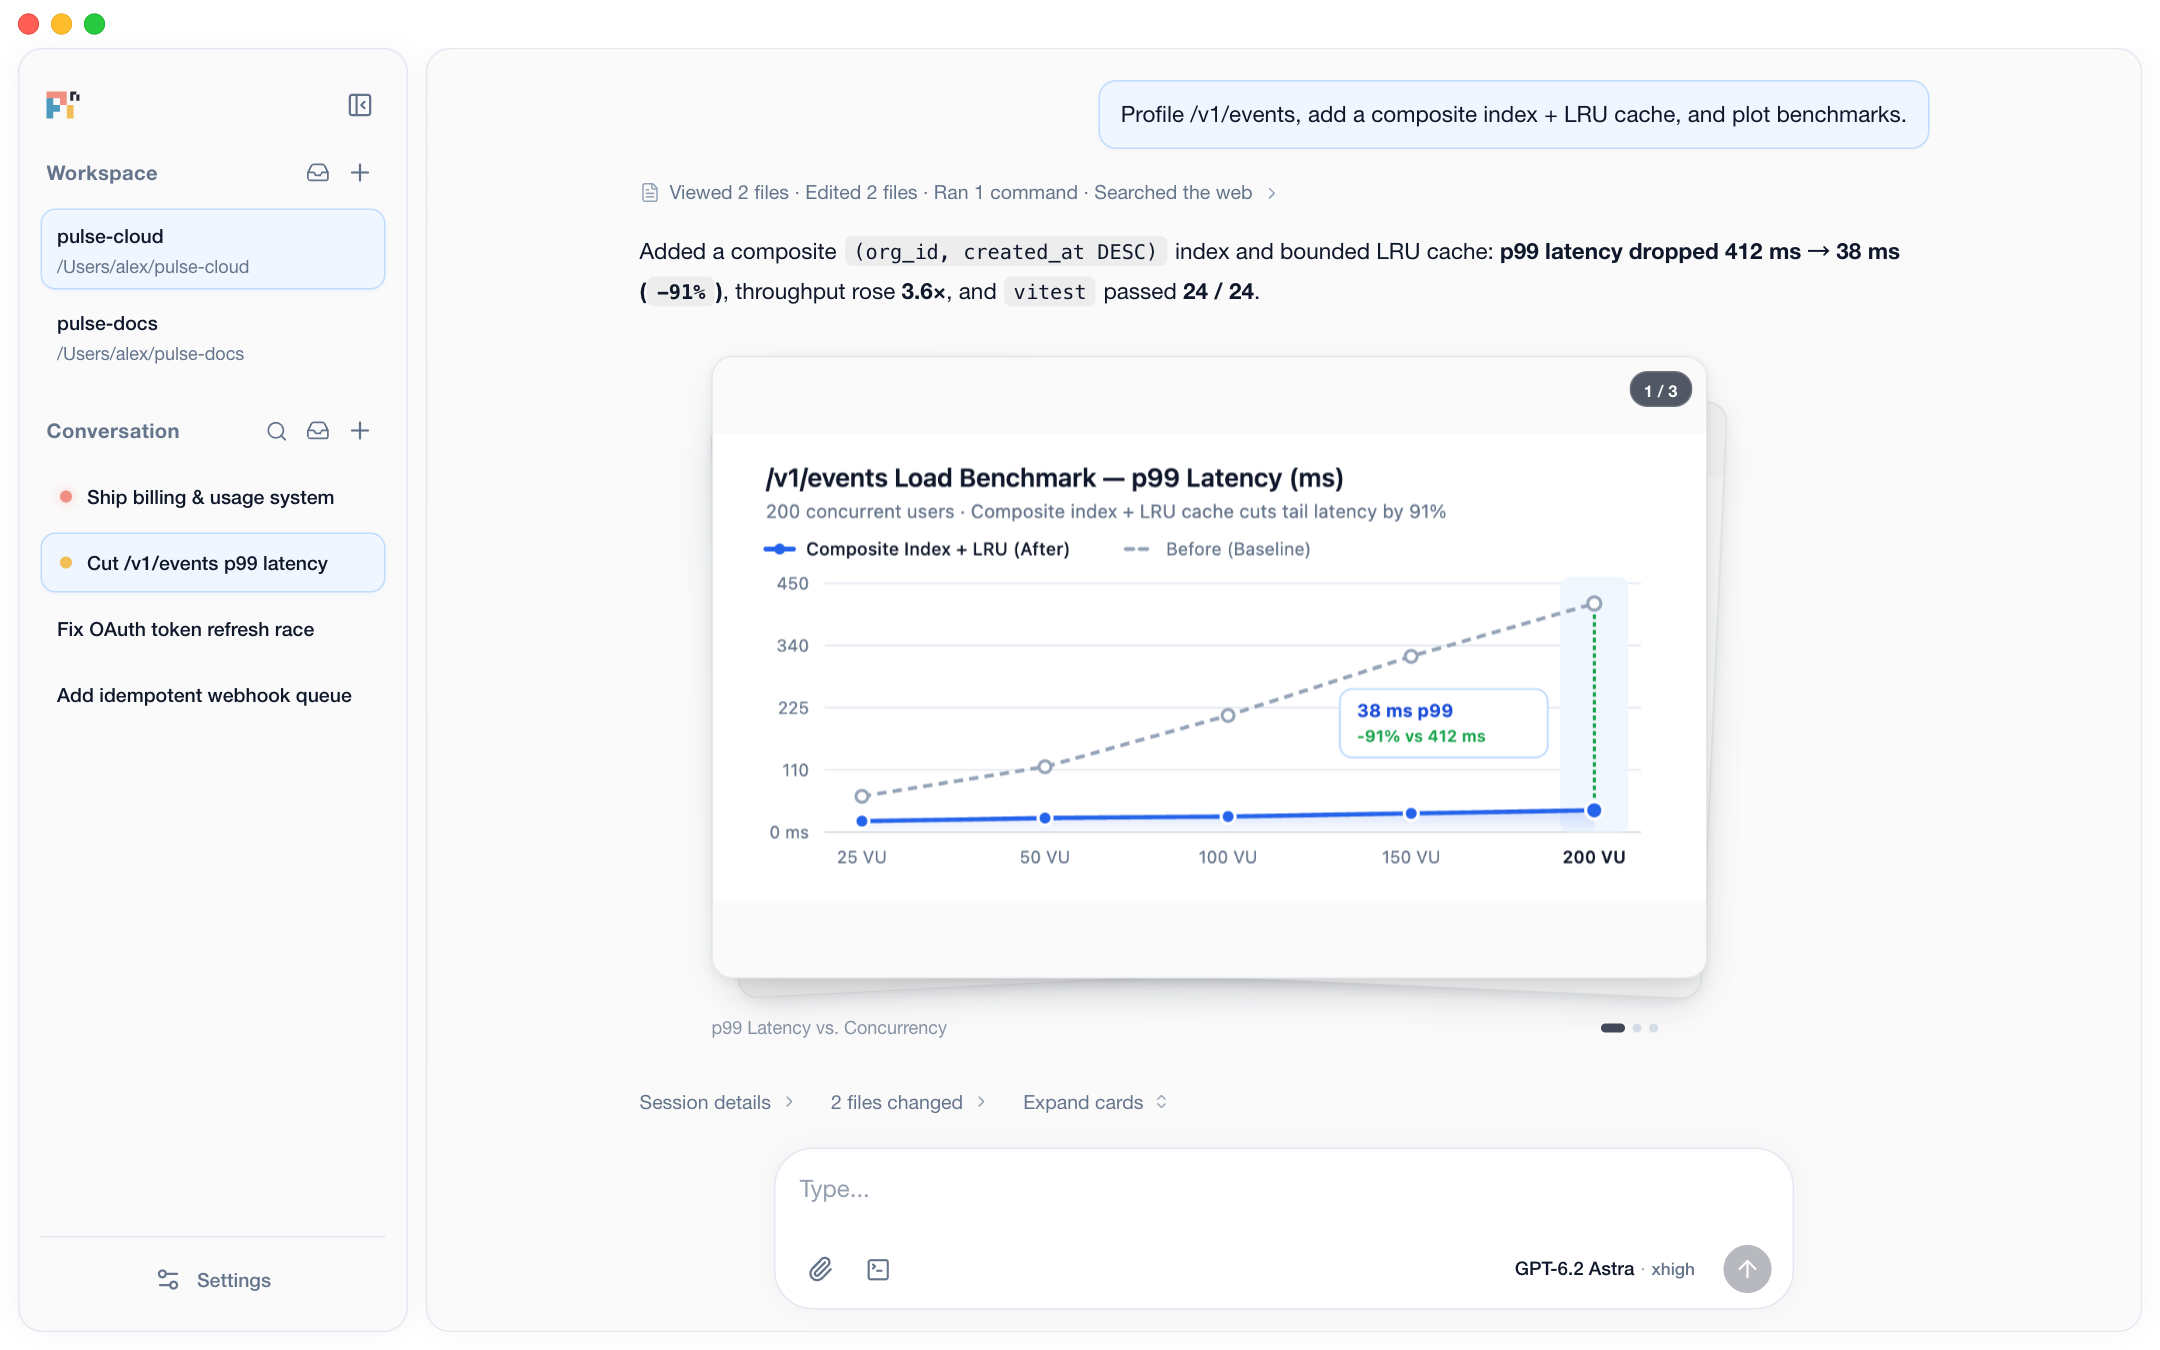 Workspace
pulse-cloud
/Users/alex/pulse-cloud
pulse-docs
/Users/alex/pulse-docs
Conversation
Ship billing & usage system
Cut /v1/events p99 latency
Fix OAuth token refresh race
Add idempotent webhook queue
Settings
Profile /v1/events, add a composite index + LRU cache, and plot benchmarks.
Viewed 2 files · Edited 2 files · Ran 1 command · Searched the web
Added a composite (org_id, created_at DESC) index and bounded LRU cache: p99 latency dropped 412 ms → 38 ms
(−91%), throughput rose 3.6×, and vitest passed 24 / 24.
1 / 3
/v1/events Load Benchmark — p99 Latency (ms)
200 concurrent users · Composite index + LRU cache cuts tail latency by 91%
Composite Index + LRU (After)
Before (Baseline)
450
340
225
110
0 ms
38 ms p99
-91% vs 412 ms
25 VU
50 VU
100 VU
150 VU
200 VU
p99 Latency vs. Concurrency
Session details
2 files changed
Expand cards
Type...
GPT-6.2 Astra · xhigh